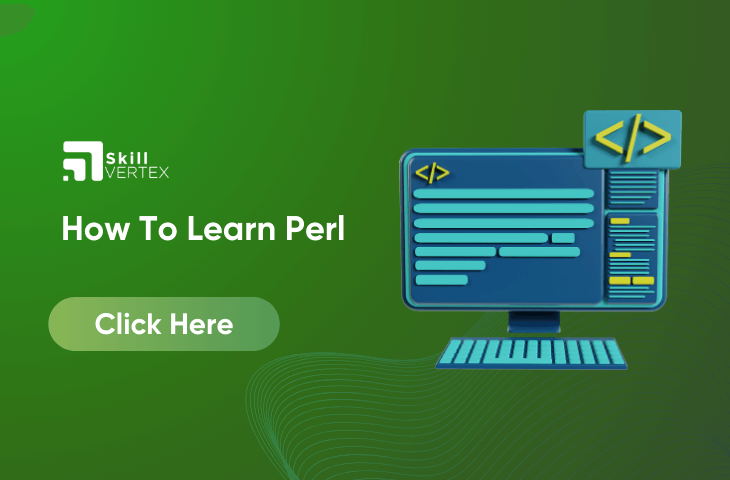 Skill
VERTEX
How To Learn Perl
Click Here
</>
</>